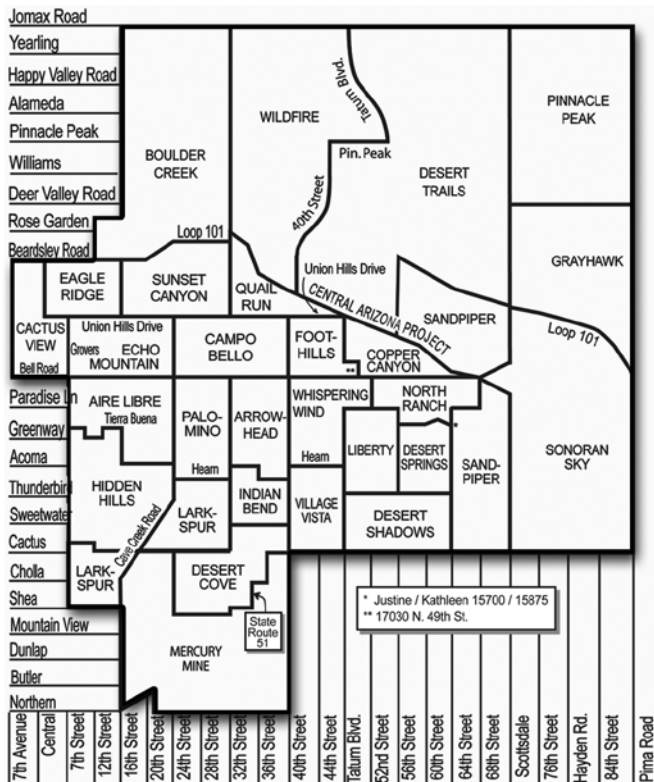 Jomax Road
Yearling
Happy Valley Road
Alameda
Pinnacle Peak
Williams
Deer Valley Road
Rose Garden
Beardsley Road
Tatum Blvd.
WILDFIRE
PINNACLE
PEAK
BOULDER
CREEK
Pin. Peak
DESERT
TRAILS
40th Street
Loop 101
GRAYHAWK
EAGLE
RIDGE
SUNSET
CANYON
QUAIL
RUN
Union Hills Drive
CENTRAL ARIZONA PROJECT
SANDPIPER
Loop 101
CACTUS
VIEW
Bell Road
Union Hills Drive
Grovers
ECHO
MOUNTAIN
CAMPO
BELLO
FOOT-
HILLS
**
COPPER
CANYON
Paradise Ln
Greenway
Acoma
Thunderbird
Sweetwater
Cactus
Cholla
Shea
Mountain View
Dunlap
Butler
Northern
AIRE LIBRE
Tierra Buena
PALO-
MINO
Hearn
ARROW-
HEAD
WHISPERING
WIND
Hearn
NORTH
RANCH
*
LIBERTY
DESERT
SPRINGS
SAND-
PIPER
SONORAN
SKY
HIDDEN
HILLS
Cave Creek Road
LARK-
SPUR
INDIAN
BEND
VILLAGE
VISTA
DESERT
SHADOWS
LARK-
SPUR
DESERT
COVE
State
Route
51
MERCURY
MINE
* Justine / Kathleen 15700 / 15875
** 17030 N. 49th St.
7th Avenue
Central
7th Street
12th Street
16th Street
20th Street
24th Street
28th Street
32th Street
36th Street
40th Street
44th Street
Tatum Blvd.
52nd Street
56th Street
60th Street
64th Street
68th Street
Scottsdale
76th Street
Hayden Rd.
84th Street
Pima Road